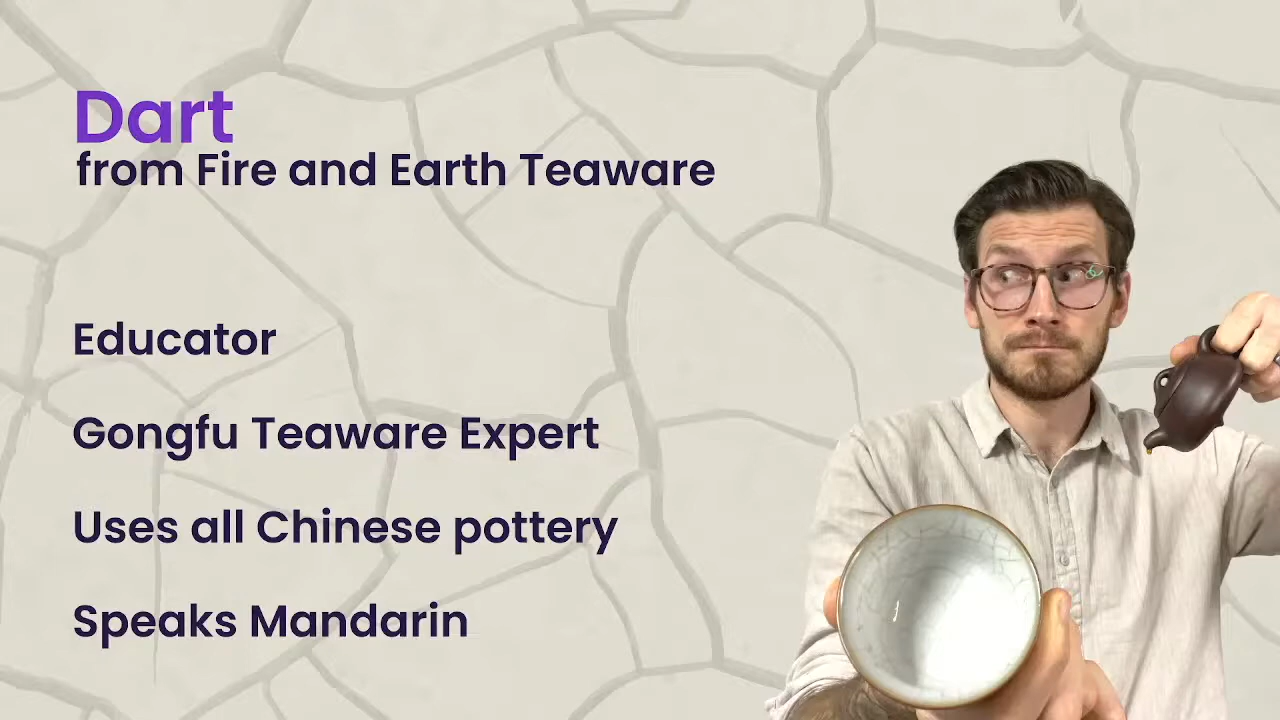 Dart
from Fire and Earth Teaware
Educator
Gongfu Teaware Expert
Uses all Chinese pottery
Speaks Mandarin